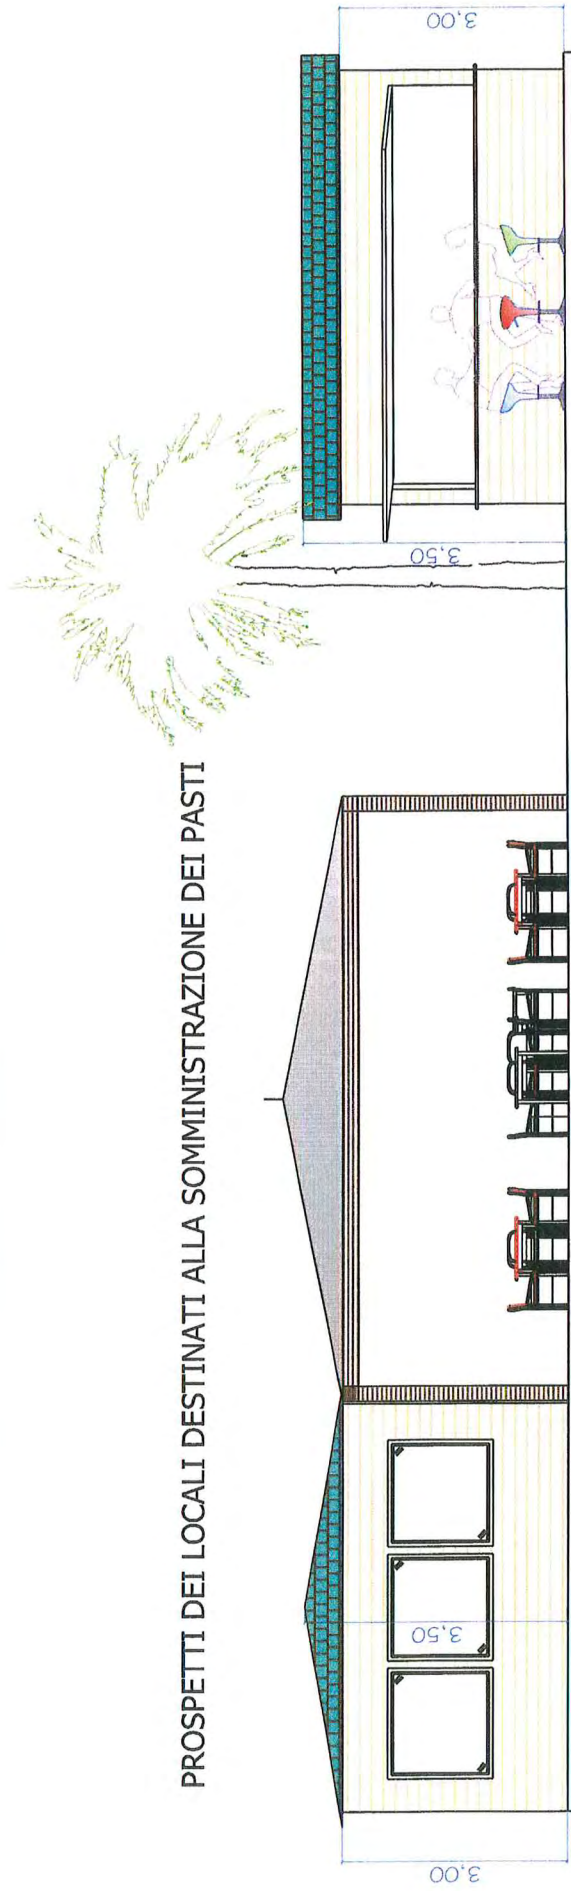 PROSPETTI DEI LOCALI DESTINATI ALLA SOMMINISTRAZIONE DEI PASTI
3,00
3,50
3,50
3,00